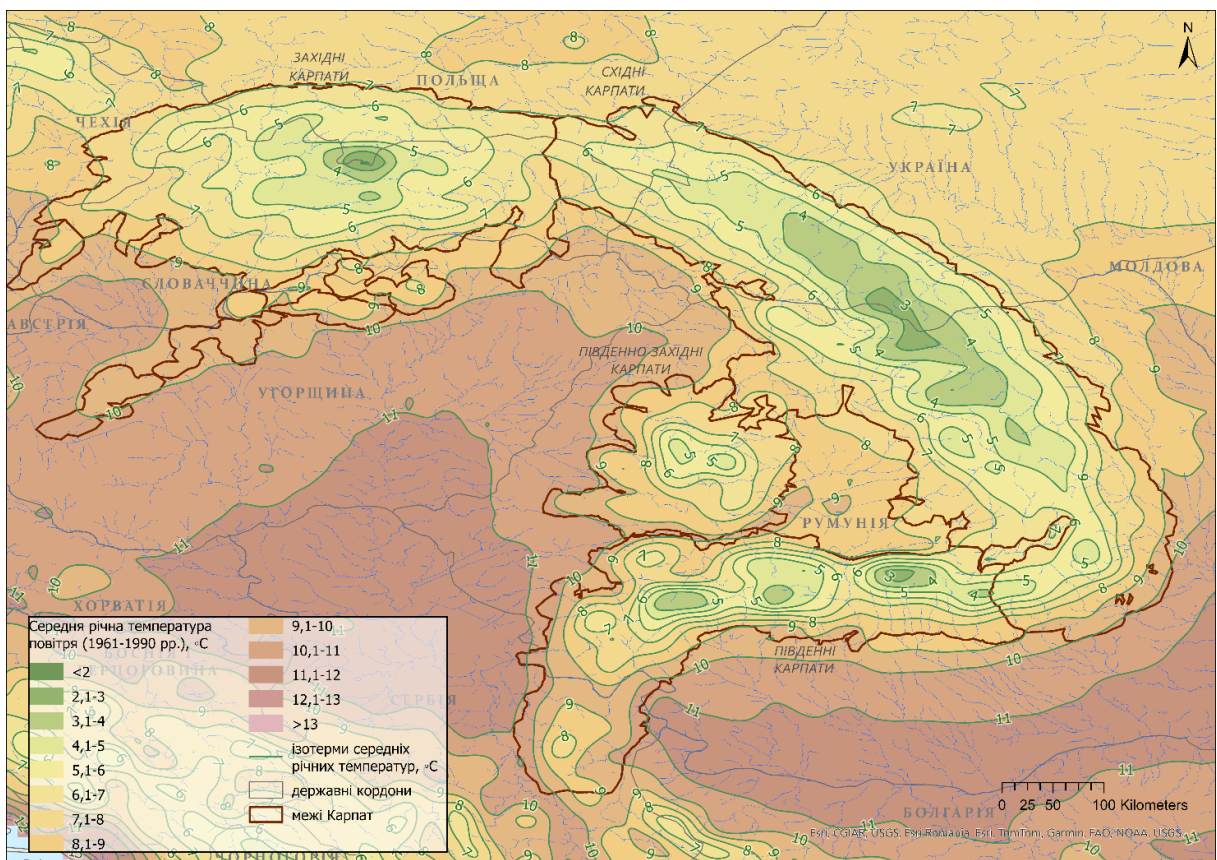 N
ЗАХІДНІ
КАРПАТИ
ПОЛЬЩА
СХІДНІ
КАРПАТИ
ЧЕХІЯ
УКРАЇНА
МОЛДОВА
СЛОВАЧЧИНА
АВСТРІЯ
ПІВДЕННО ЗАХІДНІ
КАРПАТИ
УГОРЩИНА
РУМУНІЯ
ХОРВАТІЯ
СЕРБІЯ
ПІВДЕННІ
КАРПАТИ
БОЛГАРІЯ
ЧОРНОГОРІЯ
Середня річна температура
повітря (1961-1990 рр.), °С
<2
2,1-3
3,1-4
4,1-5
5,1-6
6,1-7
7,1-8
8,1-9
9,1-10
10,1-11
11,1-12
12,1-13
>13
ізотерми середніх
річних температур, °С
державні кордони
межі Карпат
0 25 50 100 Kilometers
Esri, CGIAR, USGS, Esri Romania, Esri, TomTom, Garmin, FAO, NOAA, USGS